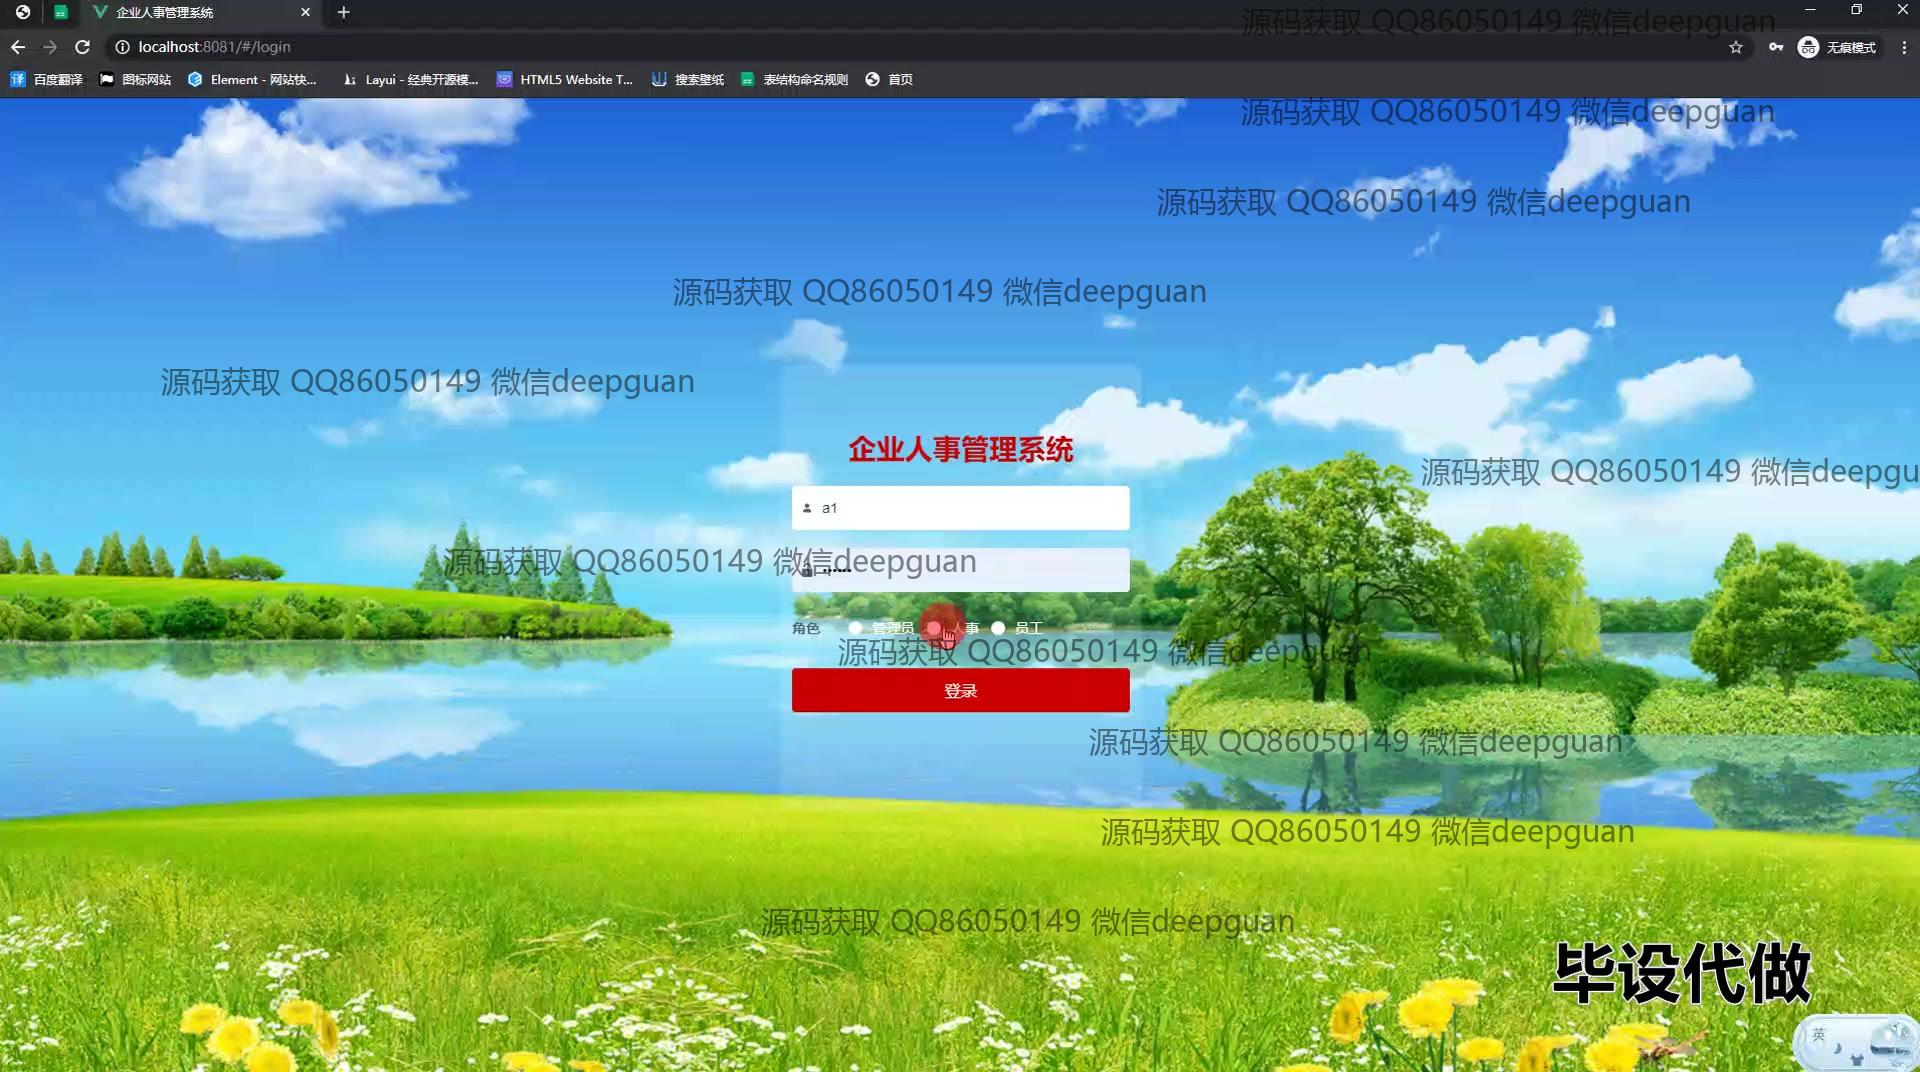 企业人事管理系统
源码获取 QQ86050149 微信deepguan
localhost:8081/#/login
无痕模式
百度翻译 图标网站 Element - 网站快... Layui - 经典开源模... HTML5 Website T... 搜索壁纸 表结构命名规则 首页
源码获取 QQ86050149 微信deepguan
源码获取 QQ86050149 微信deepguan
源码获取 QQ86050149 微信deepguan
源码获取 QQ86050149 微信deepguan
企业人事管理系统
源码获取 QQ86050149 微信deepgu
a1
源码获取 QQ86050149 微信deepguan
角色 管理员 人事 员工
源码获取 QQ86050149 微信deepguan
登录
源码获取 QQ86050149 微信deepguan
源码获取 QQ86050149 微信deepguan
源码获取 QQ86050149 微信deepguan
毕设代做
英